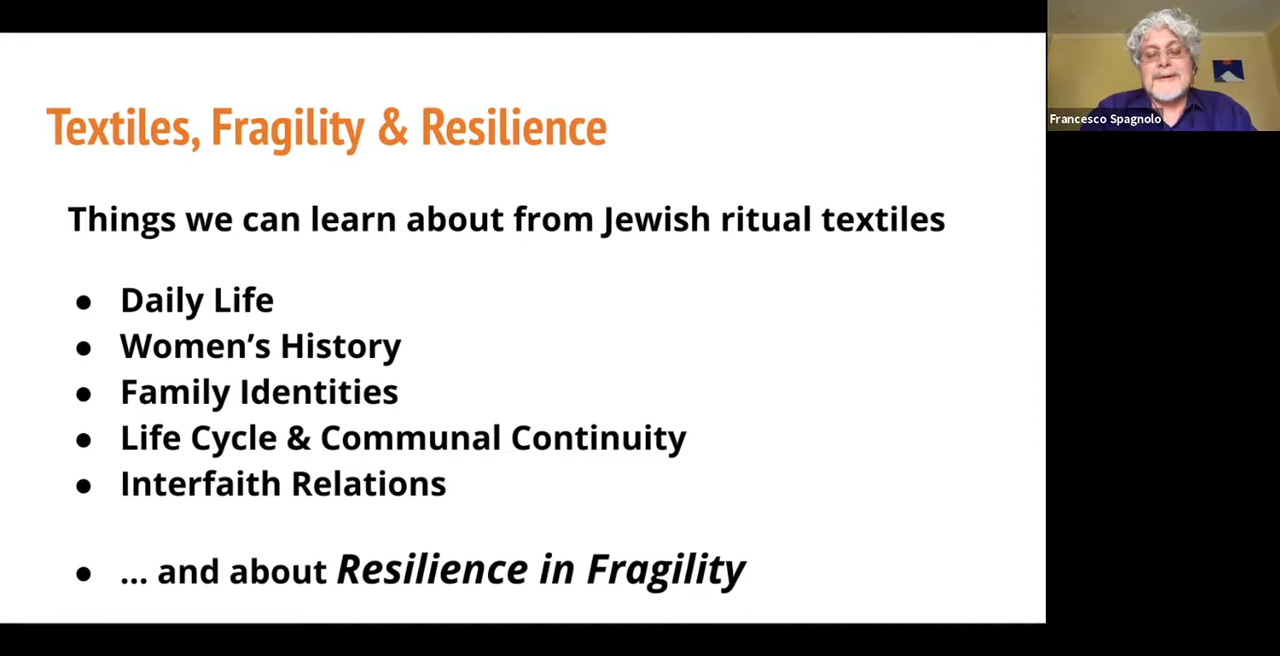 Textiles, Fragility & Resilience
Things we can learn about from Jewish ritual textiles
● Daily Life
● Women’s History
● Family Identities
● Life Cycle & Communal Continuity
● Interfaith Relations
● ... and about Resilience in Fragility
Francesco Spagnolo